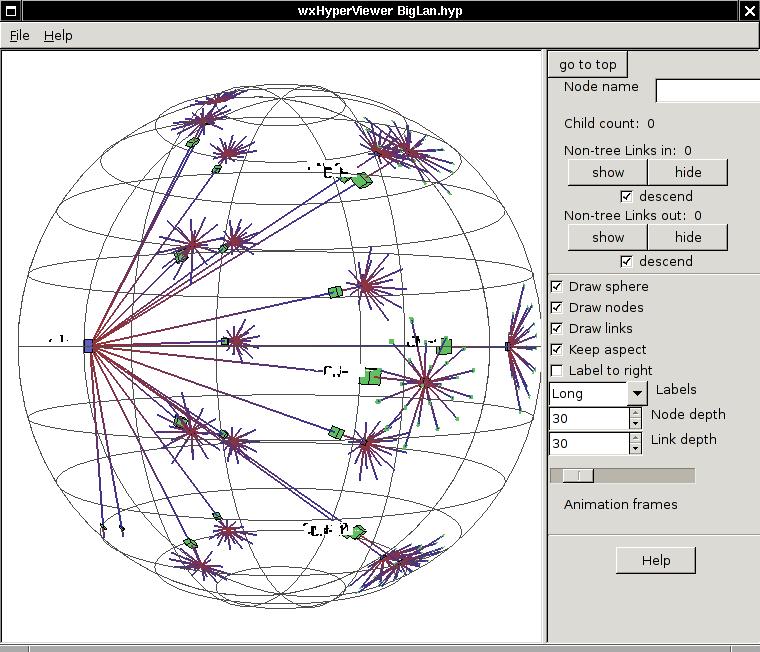 wxHyperViewer BigLan.hyp
File Help
go to top
Node name
Child count: 0
Non-tree Links in: 0
show hide
descend
Non-tree Links out: 0
show hide
descend
Draw sphere
Draw nodes
Draw links
Keep aspect
Label to right
Long Labels
30 Node depth
30 Link depth
Animation frames
Help